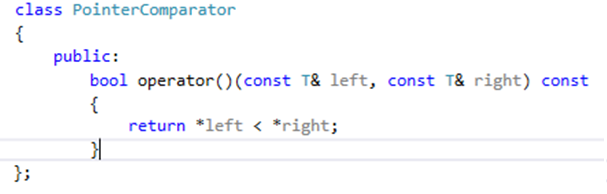 class PointerComparator
{
    public:
        bool operator()(const T& left, const T& right) const
        {
            return *left < *right;
        }
};